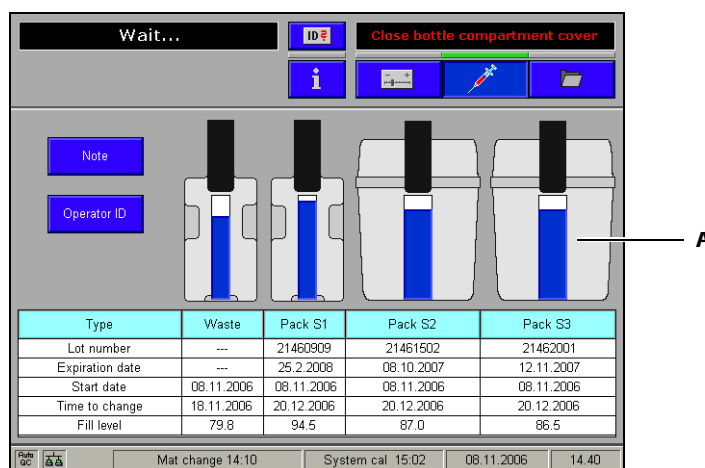 Wait...
ID?
Close bottle compartment cover
i
Note
Operator ID
A
Type Waste Pack S1 Pack S2 Pack S3
Lot number --- 21460909 21461502 21462001
Expiration date --- 25.2.2008 08.10.2007 12.11.2007
Start date 08.11.2006 08.11.2006 08.11.2006 08.11.2006
Time to change 18.11.2006 20.12.2006 20.12.2006 20.12.2006
Fill level 79.8 94.5 87.0 86.5
Auto
QC
Mat change 14:10 System cal 15:02 08.11.2006 14.40